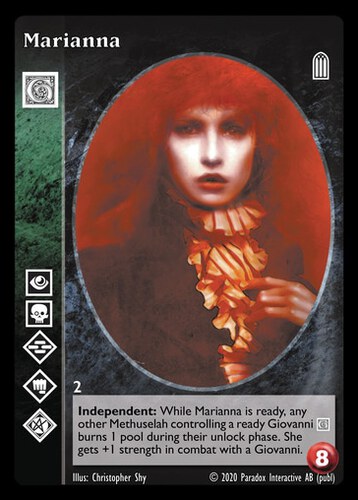 Marianna
2
Independent: While Marianna is ready, any
other Methuselah controlling a ready Giovanni
burns 1 pool during their unlock phase. She
gets +1 strength in combat with a Giovanni.
8
Illus: Christopher Shy © 2020 Paradox Interactive AB (publ)